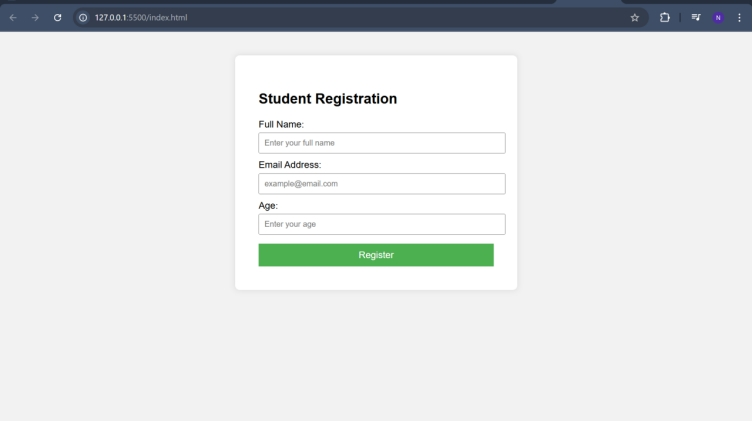 127.0.0.1:5500/index.html
N
Student Registration
Full Name:
Enter your full name
Email Address:
example@email.com
Age:
Enter your age
Register